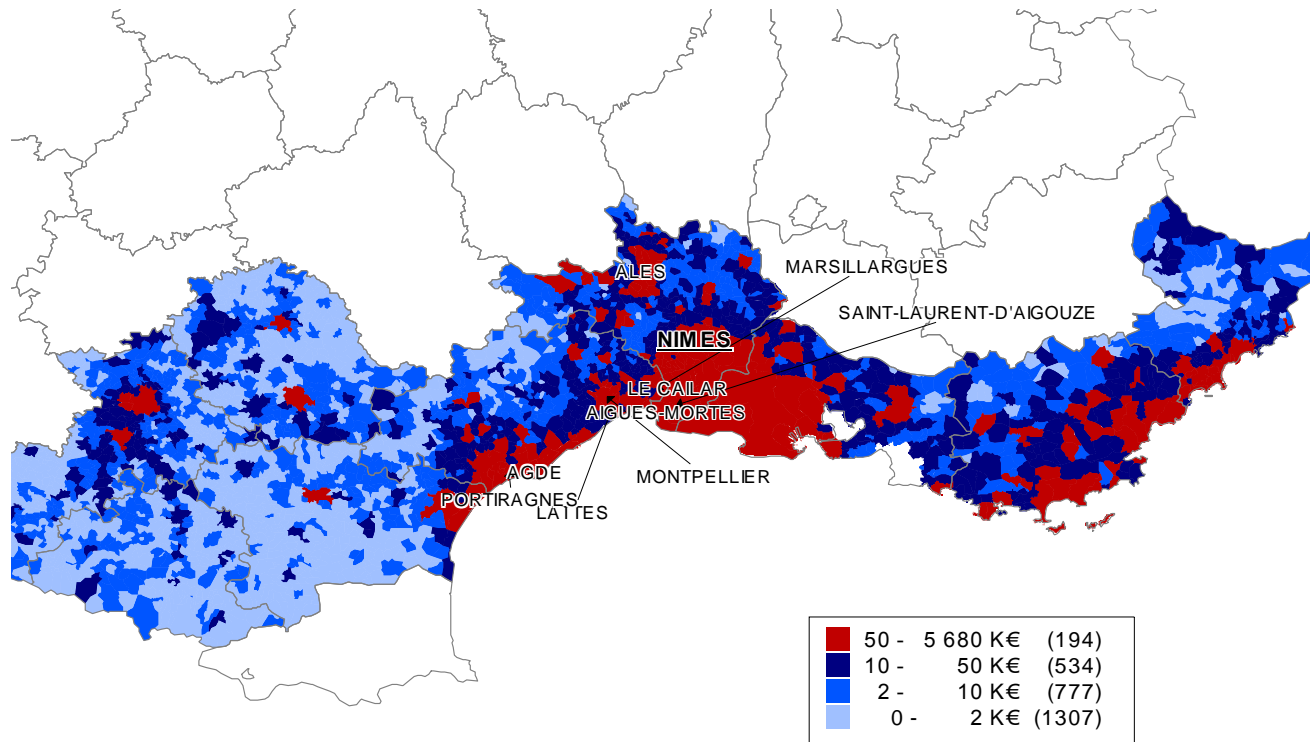 MARSILLARGUES
ALES
SAINT-LAURENT-D'AIGOUZE
NIMES
LE CAILAR
AIGUES-MORTES
AGDE
MONTPELLIER
PORTIRAGNES
LATTES
50 - 5 680 K€ (194)
10 - 50 K€ (534)
2 - 10 K€ (777)
0 - 2 K€ (1307)